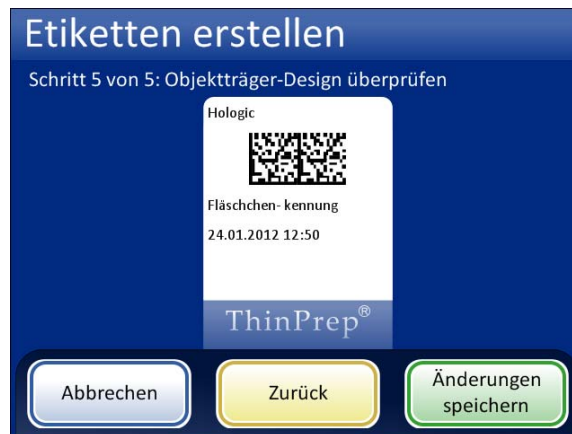 Etiketten erstellen
Schritt 5 von 5: Objektträger-Design überprüfen
Hologic
Fläschchen- kennung
24.01.2012 12:50
ThinPrep®
Abbrechen
Zurück
Änderungen
speichern